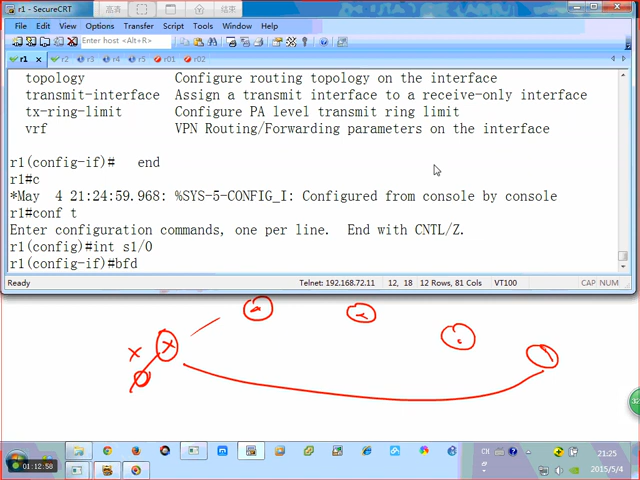 r1 - SecureCRT
高清
结束
File Edit View Options Transfer Script Tools Window Help
Enter host <Alt+R>
r1 r2 r3 r4 r5 r01 r02
topology Configure routing topology on the interface
transmit-interface Assign a transmit interface to a receive-only interface
tx-ring-limit Configure PA level transmit ring limit
vrf VPN Routing/Forwarding parameters on the interface
r1(config-if)# end
r1#c
*May 4 21:24:59.968: %SYS-5-CONFIG_I: Configured from console by console
r1#conf t
Enter configuration commands, one per line. End with CNTL/Z.
r1(config)#int s1/0
r1(config-if)#bfd
Ready Telnet: 192.168.72.11 12, 18 12 Rows, 81 Cols VT100 CAP NUM
CN
21:25
2015/5/4
01:12:58